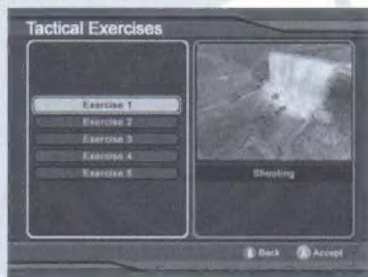 Tactical Exercises
Exercise 1
Exercise 2
Exercise 3
Exercise 4
Exercise 5
Shooting
B Back A Accept